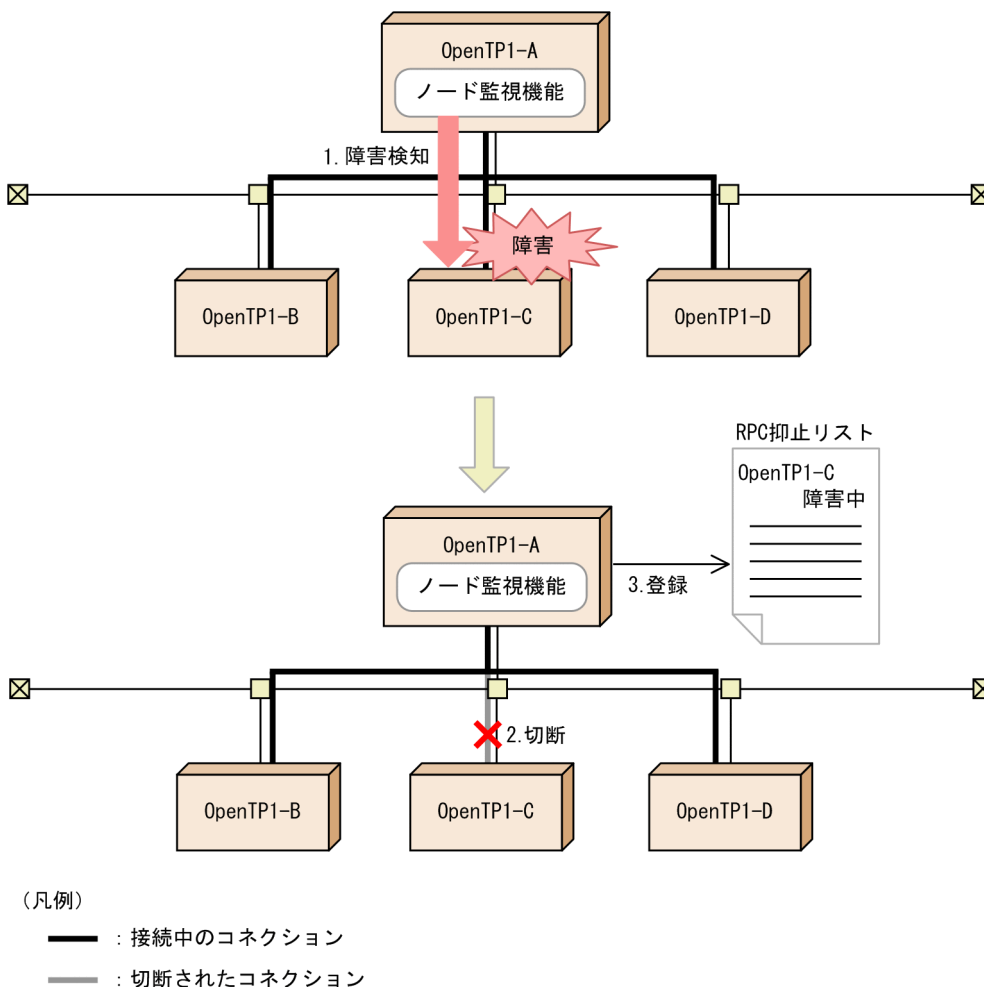 OpenTP1-A
ノード監視機能
1.障害検知
障害
OpenTP1-B
OpenTP1-C
OpenTP1-D
RPC抑止リスト
OpenTP1-C
障害中
OpenTP1-A
ノード監視機能
3.登録
2.切断
OpenTP1-B
OpenTP1-C
OpenTP1-D
（凡例）
：接続中のコネクション
：切断されたコネクション